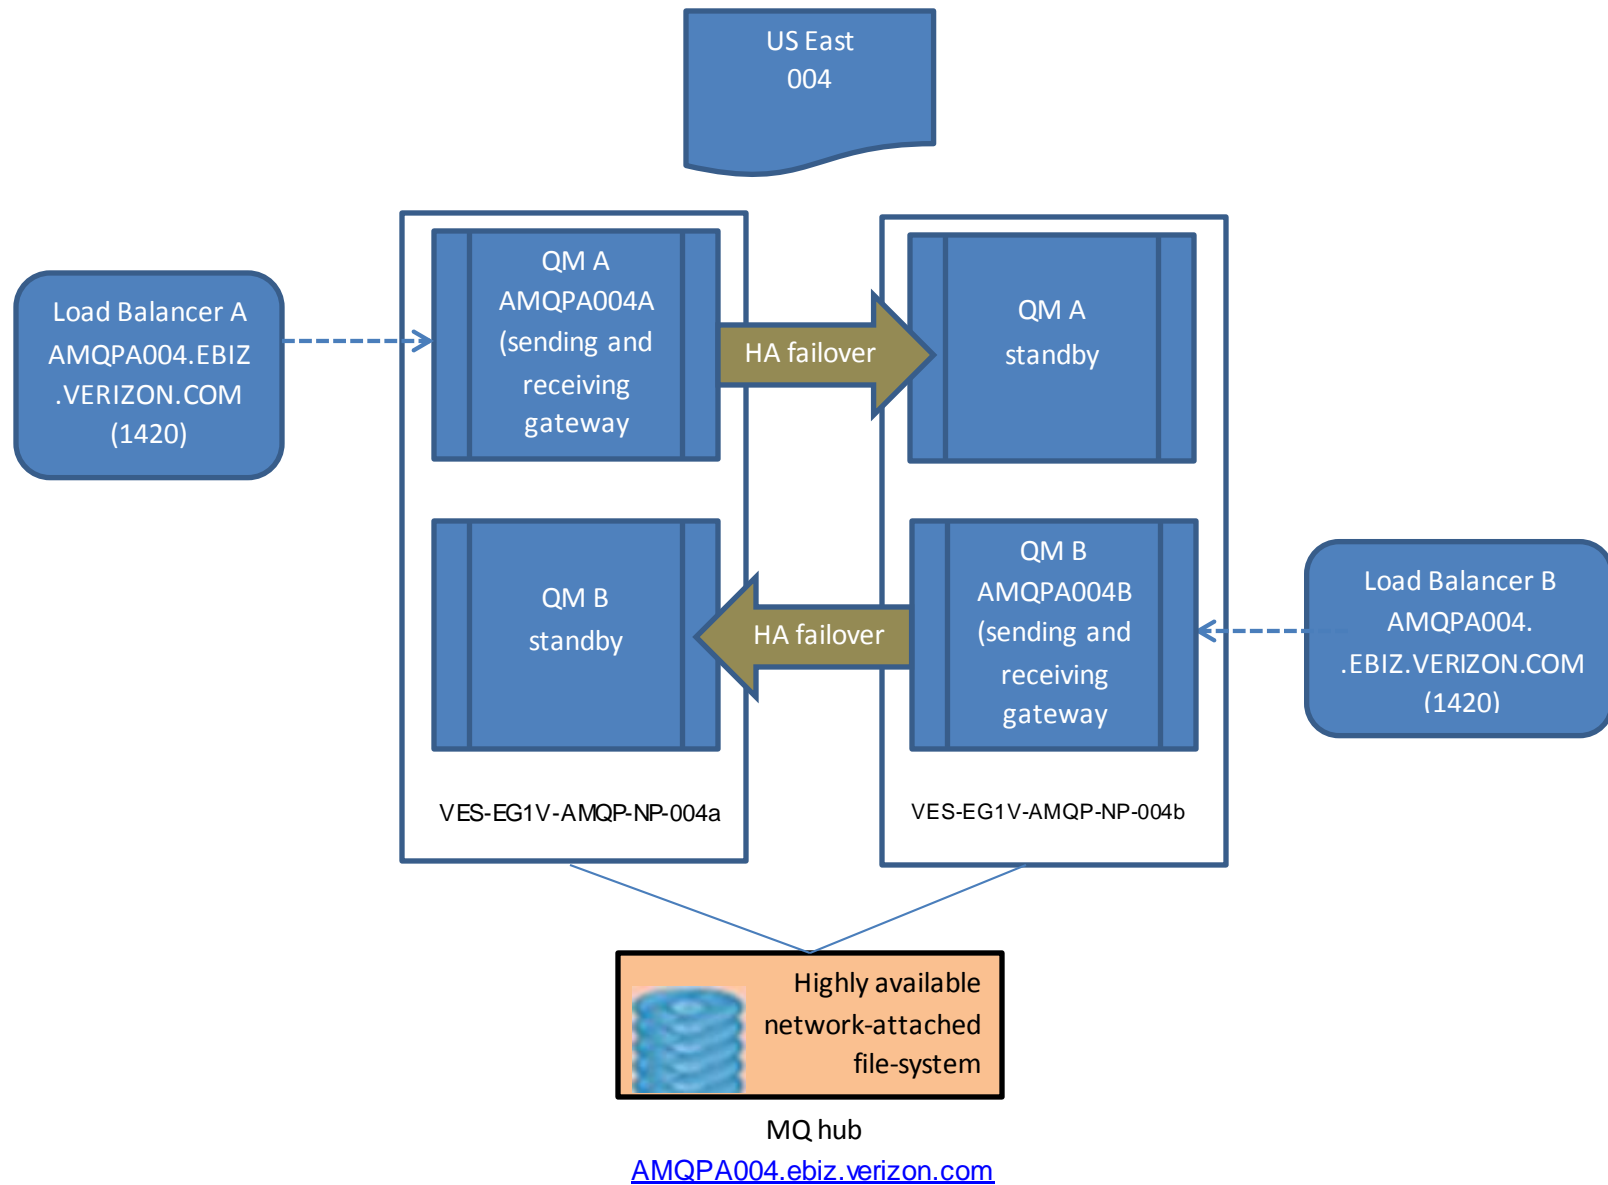 US East
004
Load Balancer A
AMQPA004.EBIZ
.VERIZON.COM
(1420)
QM A
AMQPA004A
(sending and
receiving
gateway
HA failover
QM A
standby
QM B
standby
HA failover
QM B
AMQPA004B
(sending and
receiving
gateway
Load Balancer B
AMQPA004.
.EBIZ.VERIZON.COM
(1420)
VES-EG1V-AMQP-NP-004a
VES-EG1V-AMQP-NP-004b
Highly available
network-attached
file-system
MQ hub
AMQPA004.ebiz.verizon.com